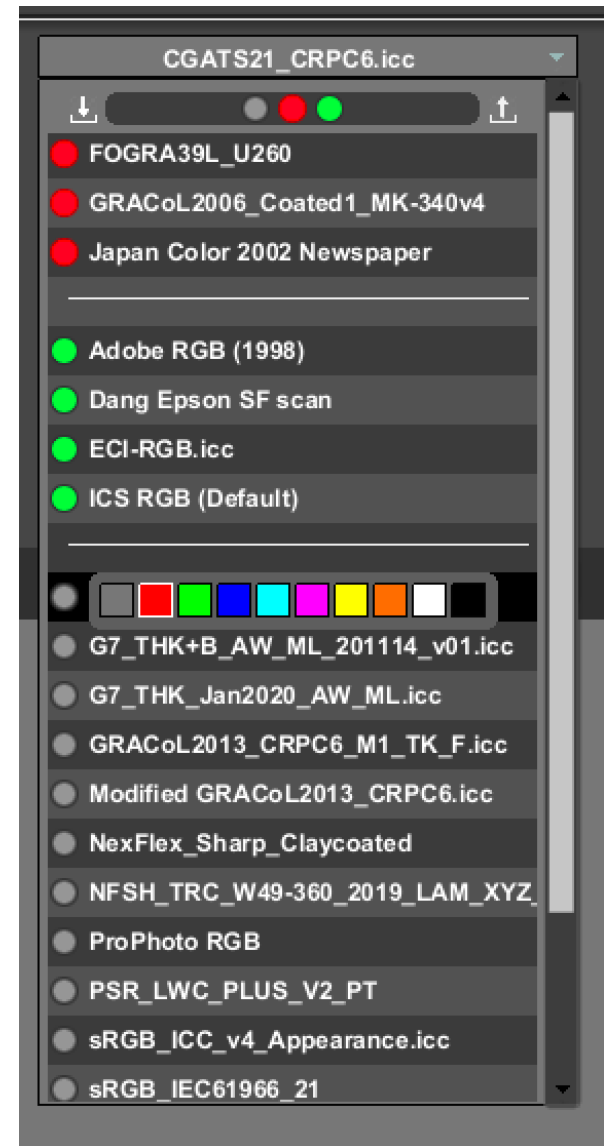 CGATS21_CRPC6.icc
FOGRA39L_U260
GRACoL2006_Coated1_MK-340v4
Japan Color 2002 Newspaper
Adobe RGB (1998)
Dang Epson SF scan
ECI-RGB.icc
ICS RGB (Default)
G7_THK+B_AW_ML_201114_v01.icc
G7_THK_Jan2020_AW_ML.icc
GRACoL2013_CRPC6_M1_TK_F.icc
Modified GRACoL2013_CRPC6.icc
NexFlex_Sharp_Claycoated
NFSH_TRC_W49-360_2019_LAM_XYZ_
ProPhoto RGB
PSR_LWC_PLUS_V2_PT
sRGB_ICC_v4_Appearance.icc
sRGB_IEC61966_21